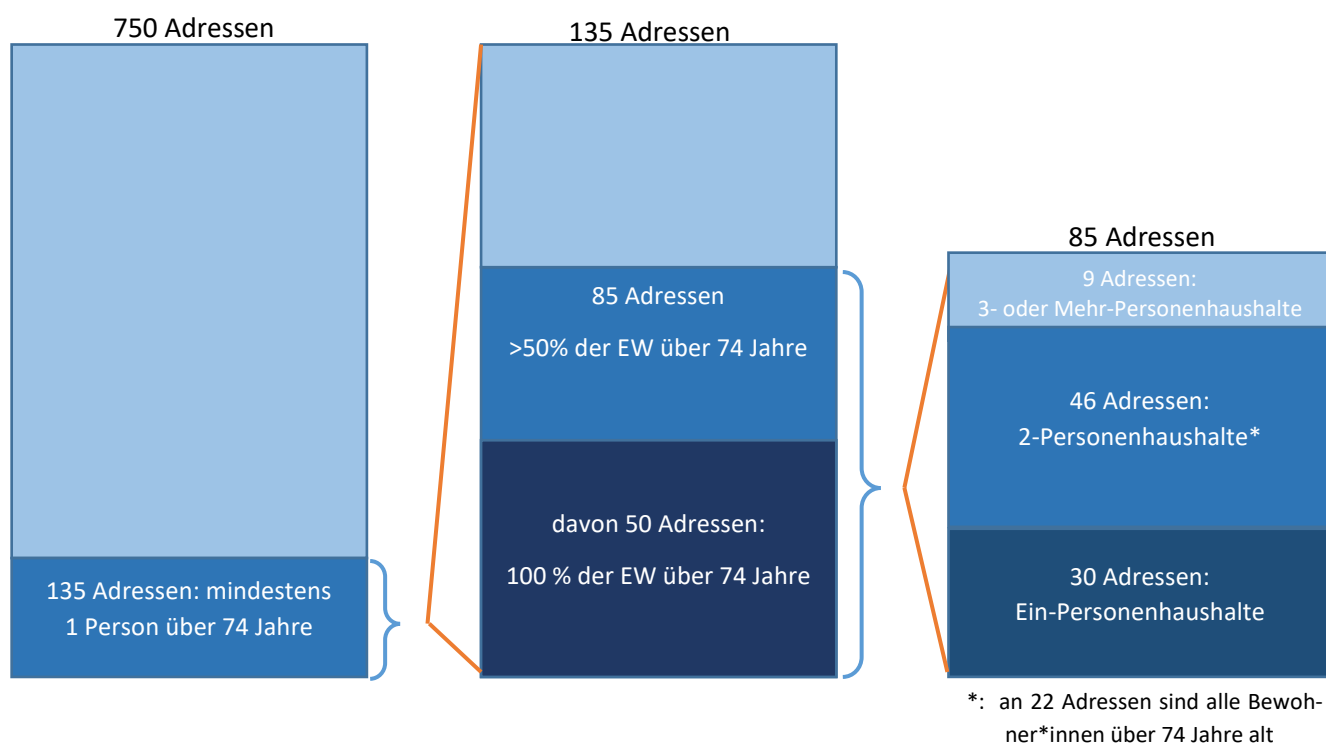 750 Adressen
135 Adressen: mindestens
1 Person über 74 Jahre
135 Adressen
85 Adressen
>50% der EW über 74 Jahre
davon 50 Adressen:
100 % der EW über 74 Jahre
85 Adressen
9 Adressen:
3- oder Mehr-Personenhaushalte
46 Adressen:
2-Personenhaushalte*
30 Adressen:
Ein-Personenhaushalte
*: an 22 Adressen sind alle Bewoh-
ner*innen über 74 Jahre alt